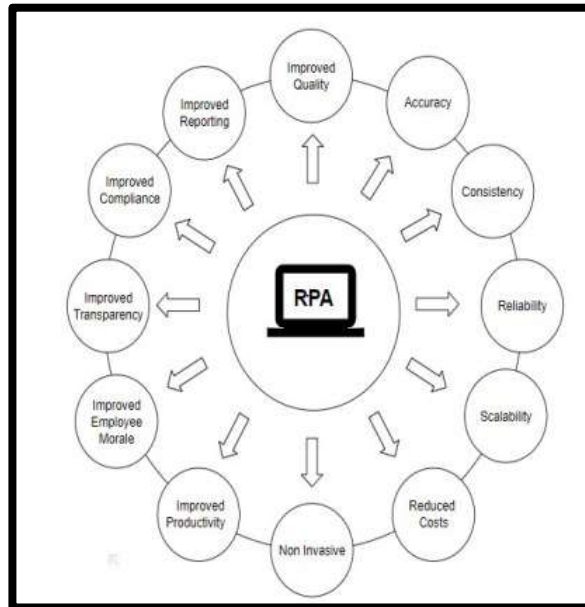 Improved
Quality
Accuracy
Consistency
Reliability
Scalability
Reduced
Costs
Non Invasive
Improved
Productivity
Improved
Employee
Morale
Improved
Transparency
Improved
Compliance
Improved
Reporting
RPA